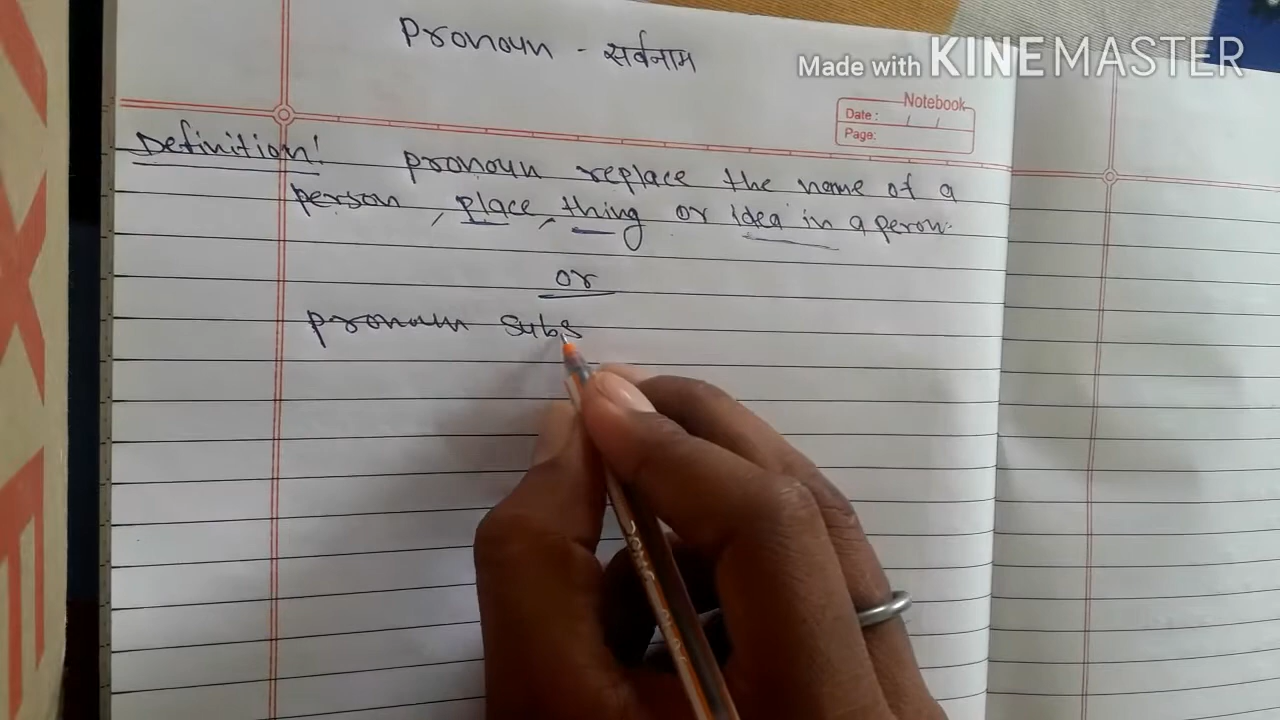 Pronoun - सर्वनाम
Made with KINEMASTER
Notebook
Date : / /
Page:
Definition!
pronoun replace the name of a
person, place, thing or idea in a peron.
or
pronoun Subs